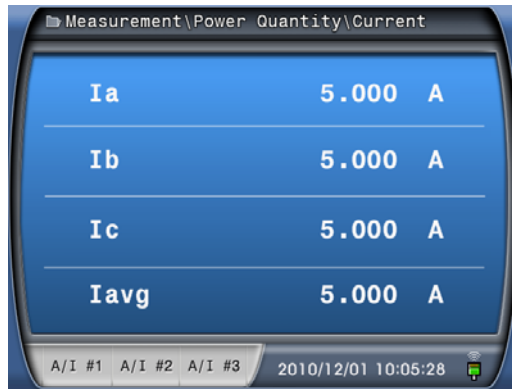 Measurement\Power Quantity\Current
Ia 5.000 A
Ib 5.000 A
Ic 5.000 A
Iavg 5.000 A
A/I #1 A/I #2 A/I #3 2010/12/01 10:05:28